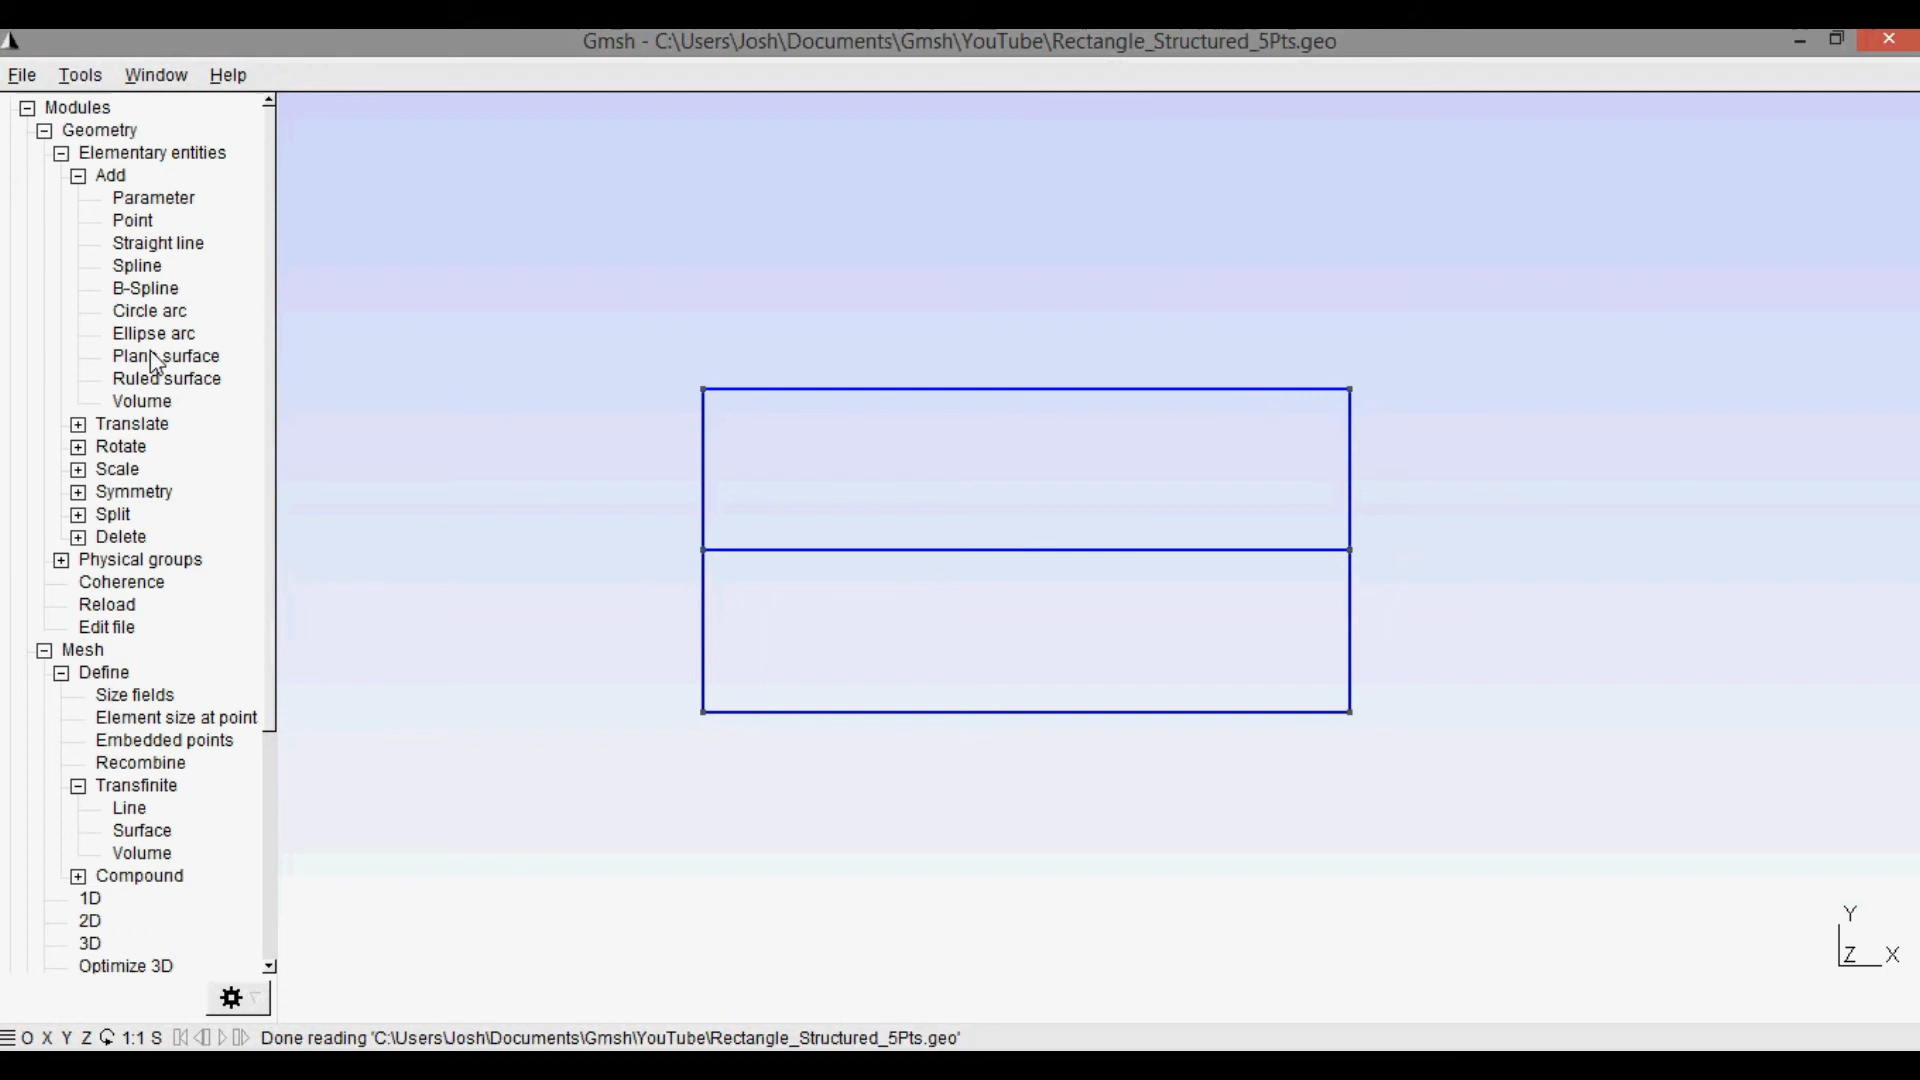 Gmsh - C:\Users\Josh\Documents\Gmsh\YouTube\Rectangle_Structured_5Pts.geo
File Tools Window Help
Modules
Geometry
Elementary entities
Add
Parameter
Point
Straight line
Spline
B-Spline
Circle arc
Ellipse arc
Plane surface
Ruled surface
Volume
Translate
Rotate
Scale
Symmetry
Split
Delete
Physical groups
Coherence
Reload
Edit file
Mesh
Define
Size fields
Element size at point
Embedded points
Recombine
Transfinite
Line
Surface
Volume
Compound
1D
2D
3D
Optimize 3D
Y
Z X
O X Y Z 1:1 S Done reading 'C:\Users\Josh\Documents\Gmsh\YouTube\Rectangle_Structured_5Pts.geo'